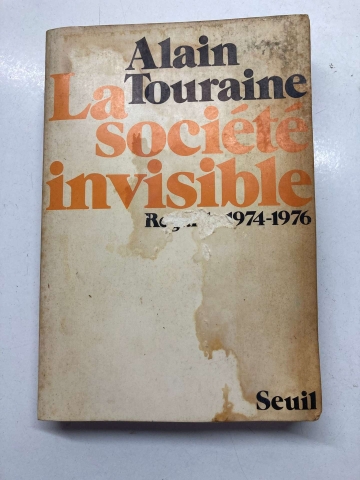 Alain
La Touraine
société
invisible
1974-1976
Seuil